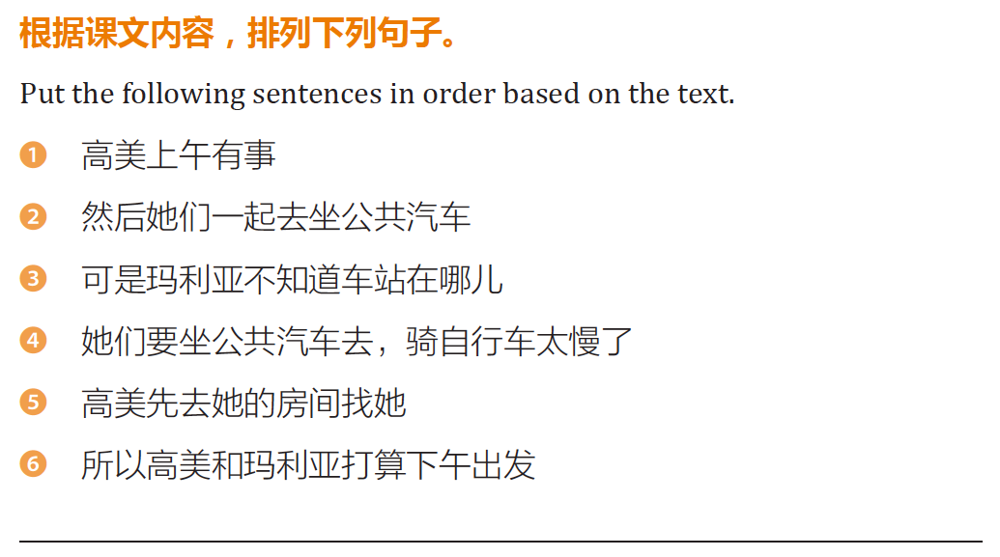 根据课文内容，排列下列句子。
Put the following sentences in order based on the text.
1 高美上午有事
2 然后她们一起去坐公共汽车
3 可是玛利亚不知道车站在哪儿
4 她们要坐公共汽车去，骑自行车太慢了
5 高美先去她的房间找她
6 所以高美和玛利亚打算下午出发